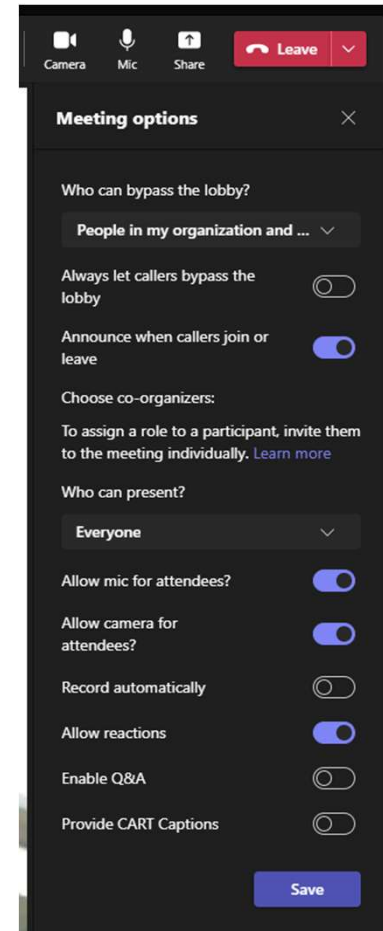 Camera Mic Share Leave
Meeting options
Who can bypass the lobby?
People in my organization and ...
Always let callers bypass the
lobby
Announce when callers join or
leave
Choose co-organizers:
To assign a role to a participant, invite them
to the meeting individually. Learn more
Who can present?
Everyone
Allow mic for attendees?
Allow camera for
attendees?
Record automatically
Allow reactions
Enable Q&A
Provide CART Captions
Save